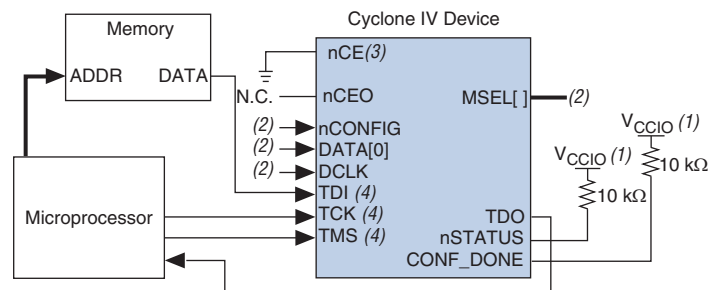 Cyclone IV Device
Memory
ADDR DATA
nCE(3)
N.C.
nCEO
MSEL[ ]
(2)
(2)
nCONFIG
(2)
DATA[0]
(2)
DCLK
TDI (4)
TCK (4)
TMS (4)
Microprocessor
TDO
nSTATUS
CONF_DONE
VCCIO (1)
10 kΩ
VCCIO (1)
10 kΩ